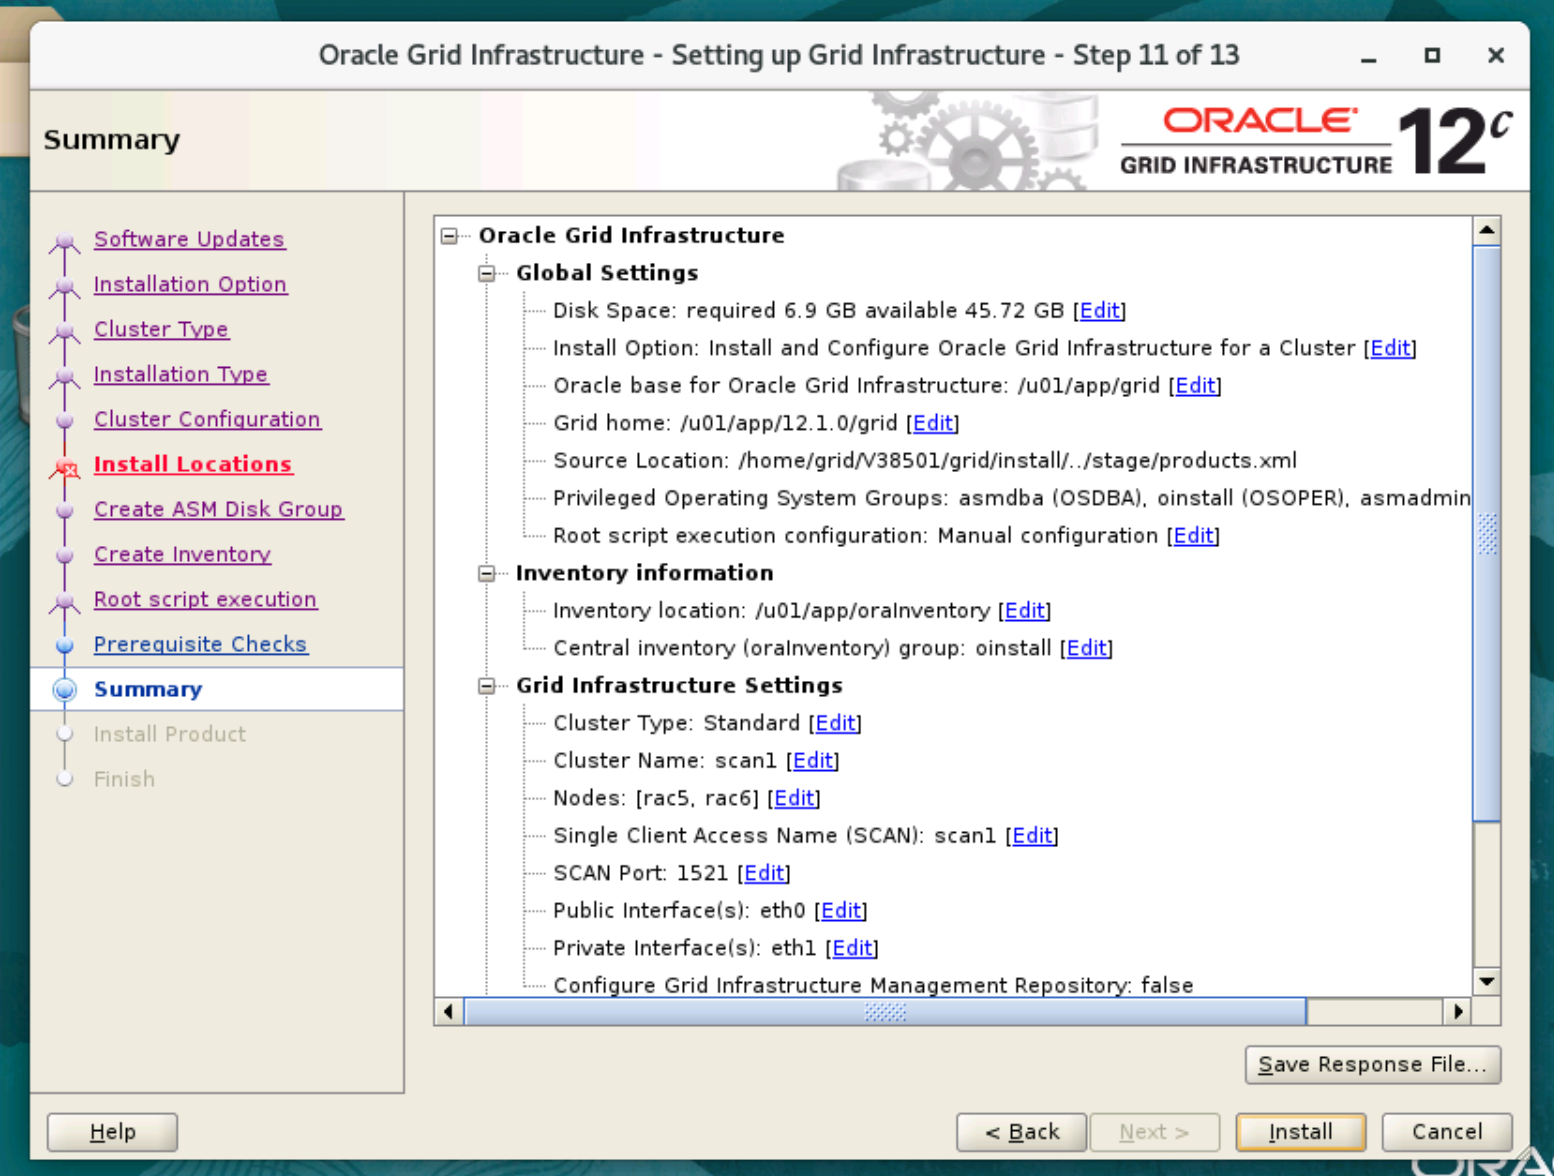 Oracle Grid Infrastructure - Setting up Grid Infrastructure - Step 11 of 13
Summary
ORACLE
GRID INFRASTRUCTURE
12c
Software Updates
Installation Option
Cluster Type
Installation Type
Cluster Configuration
Install Locations
Create ASM Disk Group
Create Inventory
Root script execution
Prerequisite Checks
Summary
Install Product
Finish
Oracle Grid Infrastructure
Global Settings
Disk Space: required 6.9 GB available 45.72 GB [Edit]
Install Option: Install and Configure Oracle Grid Infrastructure for a Cluster [Edit]
Oracle base for Oracle Grid Infrastructure: /u01/app/grid [Edit]
Grid home: /u01/app/12.1.0/grid [Edit]
Source Location: /home/grid/V38501/grid/install/../stage/products.xml
Privileged Operating System Groups: asmdba (OSDBA), oinstall (OSOPER), asmadmin
Root script execution configuration: Manual configuration [Edit]
Inventory information
Inventory location: /u01/app/oraInventory [Edit]
Central inventory (oraInventory) group: oinstall [Edit]
Grid Infrastructure Settings
Cluster Type: Standard [Edit]
Cluster Name: scan1 [Edit]
Nodes: [rac5, rac6] [Edit]
Single Client Access Name (SCAN): scan1 [Edit]
SCAN Port: 1521 [Edit]
Public Interface(s): eth0 [Edit]
Private Interface(s): eth1 [Edit]
Configure Grid Infrastructure Management Repository: false
Save Response File...
Help
< Back
Next >
Install
Cancel